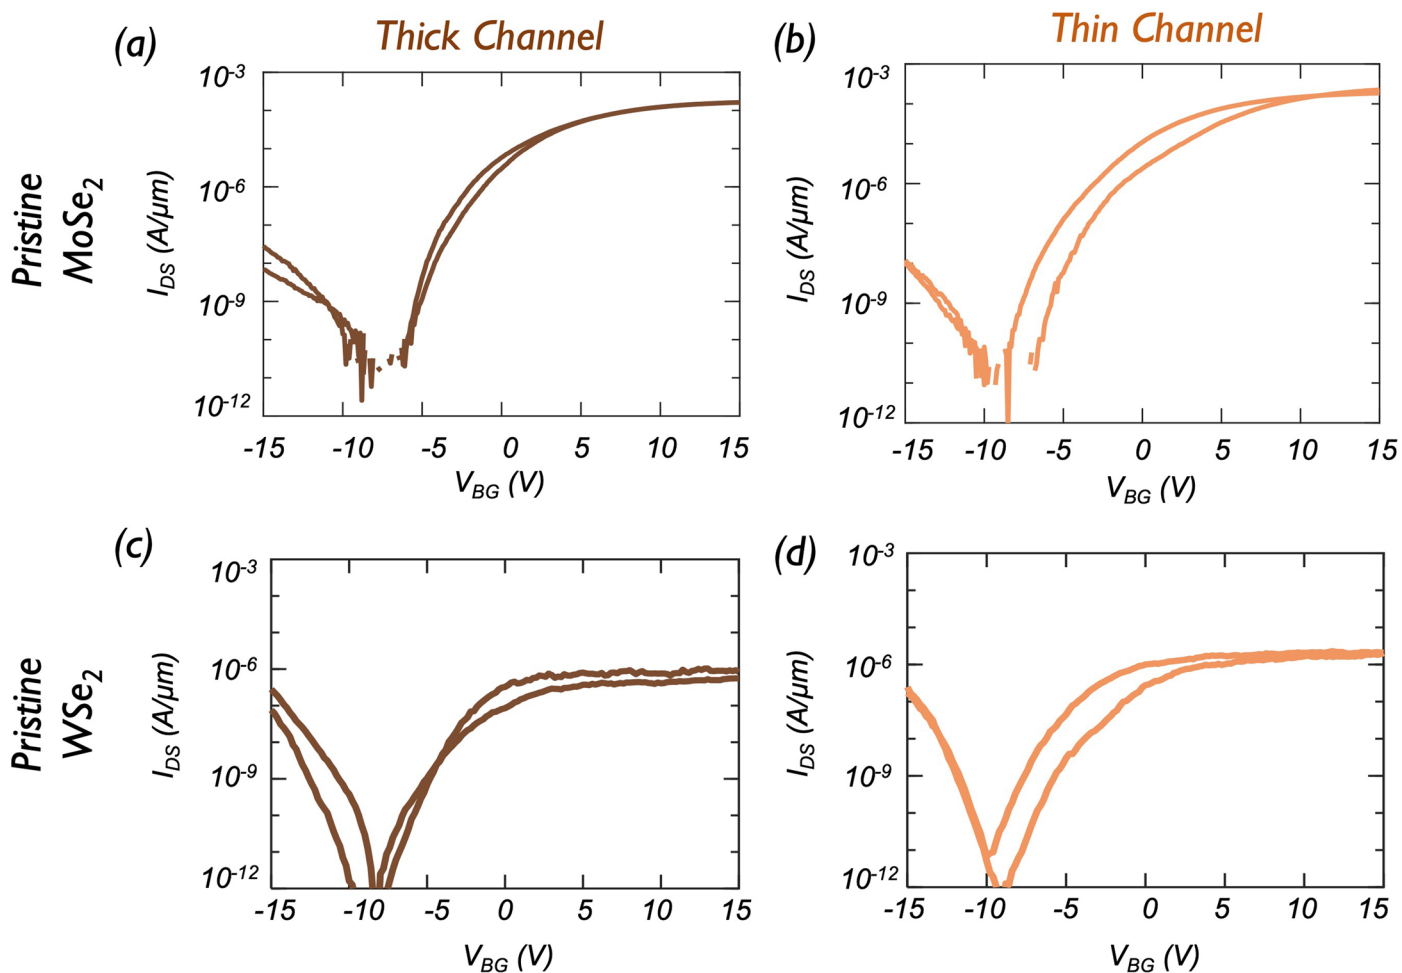 Thick Channel
Thin Channel
(a)
(b)
Pristine
MoSe2
10-3
10-6
10-9
10-12
IDS (A/μm)
-15 -10 -5 0 5 10 15
VBG (V)
10-3
10-6
10-9
10-12
IDS (A/μm)
-15 -10 -5 0 5 10 15
VBG (V)
(c)
(d)
Pristine
WSe2
10-3
10-6
10-9
10-12
IDS (A/μm)
-15 -10 -5 0 5 10 15
VBG (V)
10-3
10-6
10-9
10-12
IDS (A/μm)
-15 -10 -5 0 5 10 15
VBG (V)